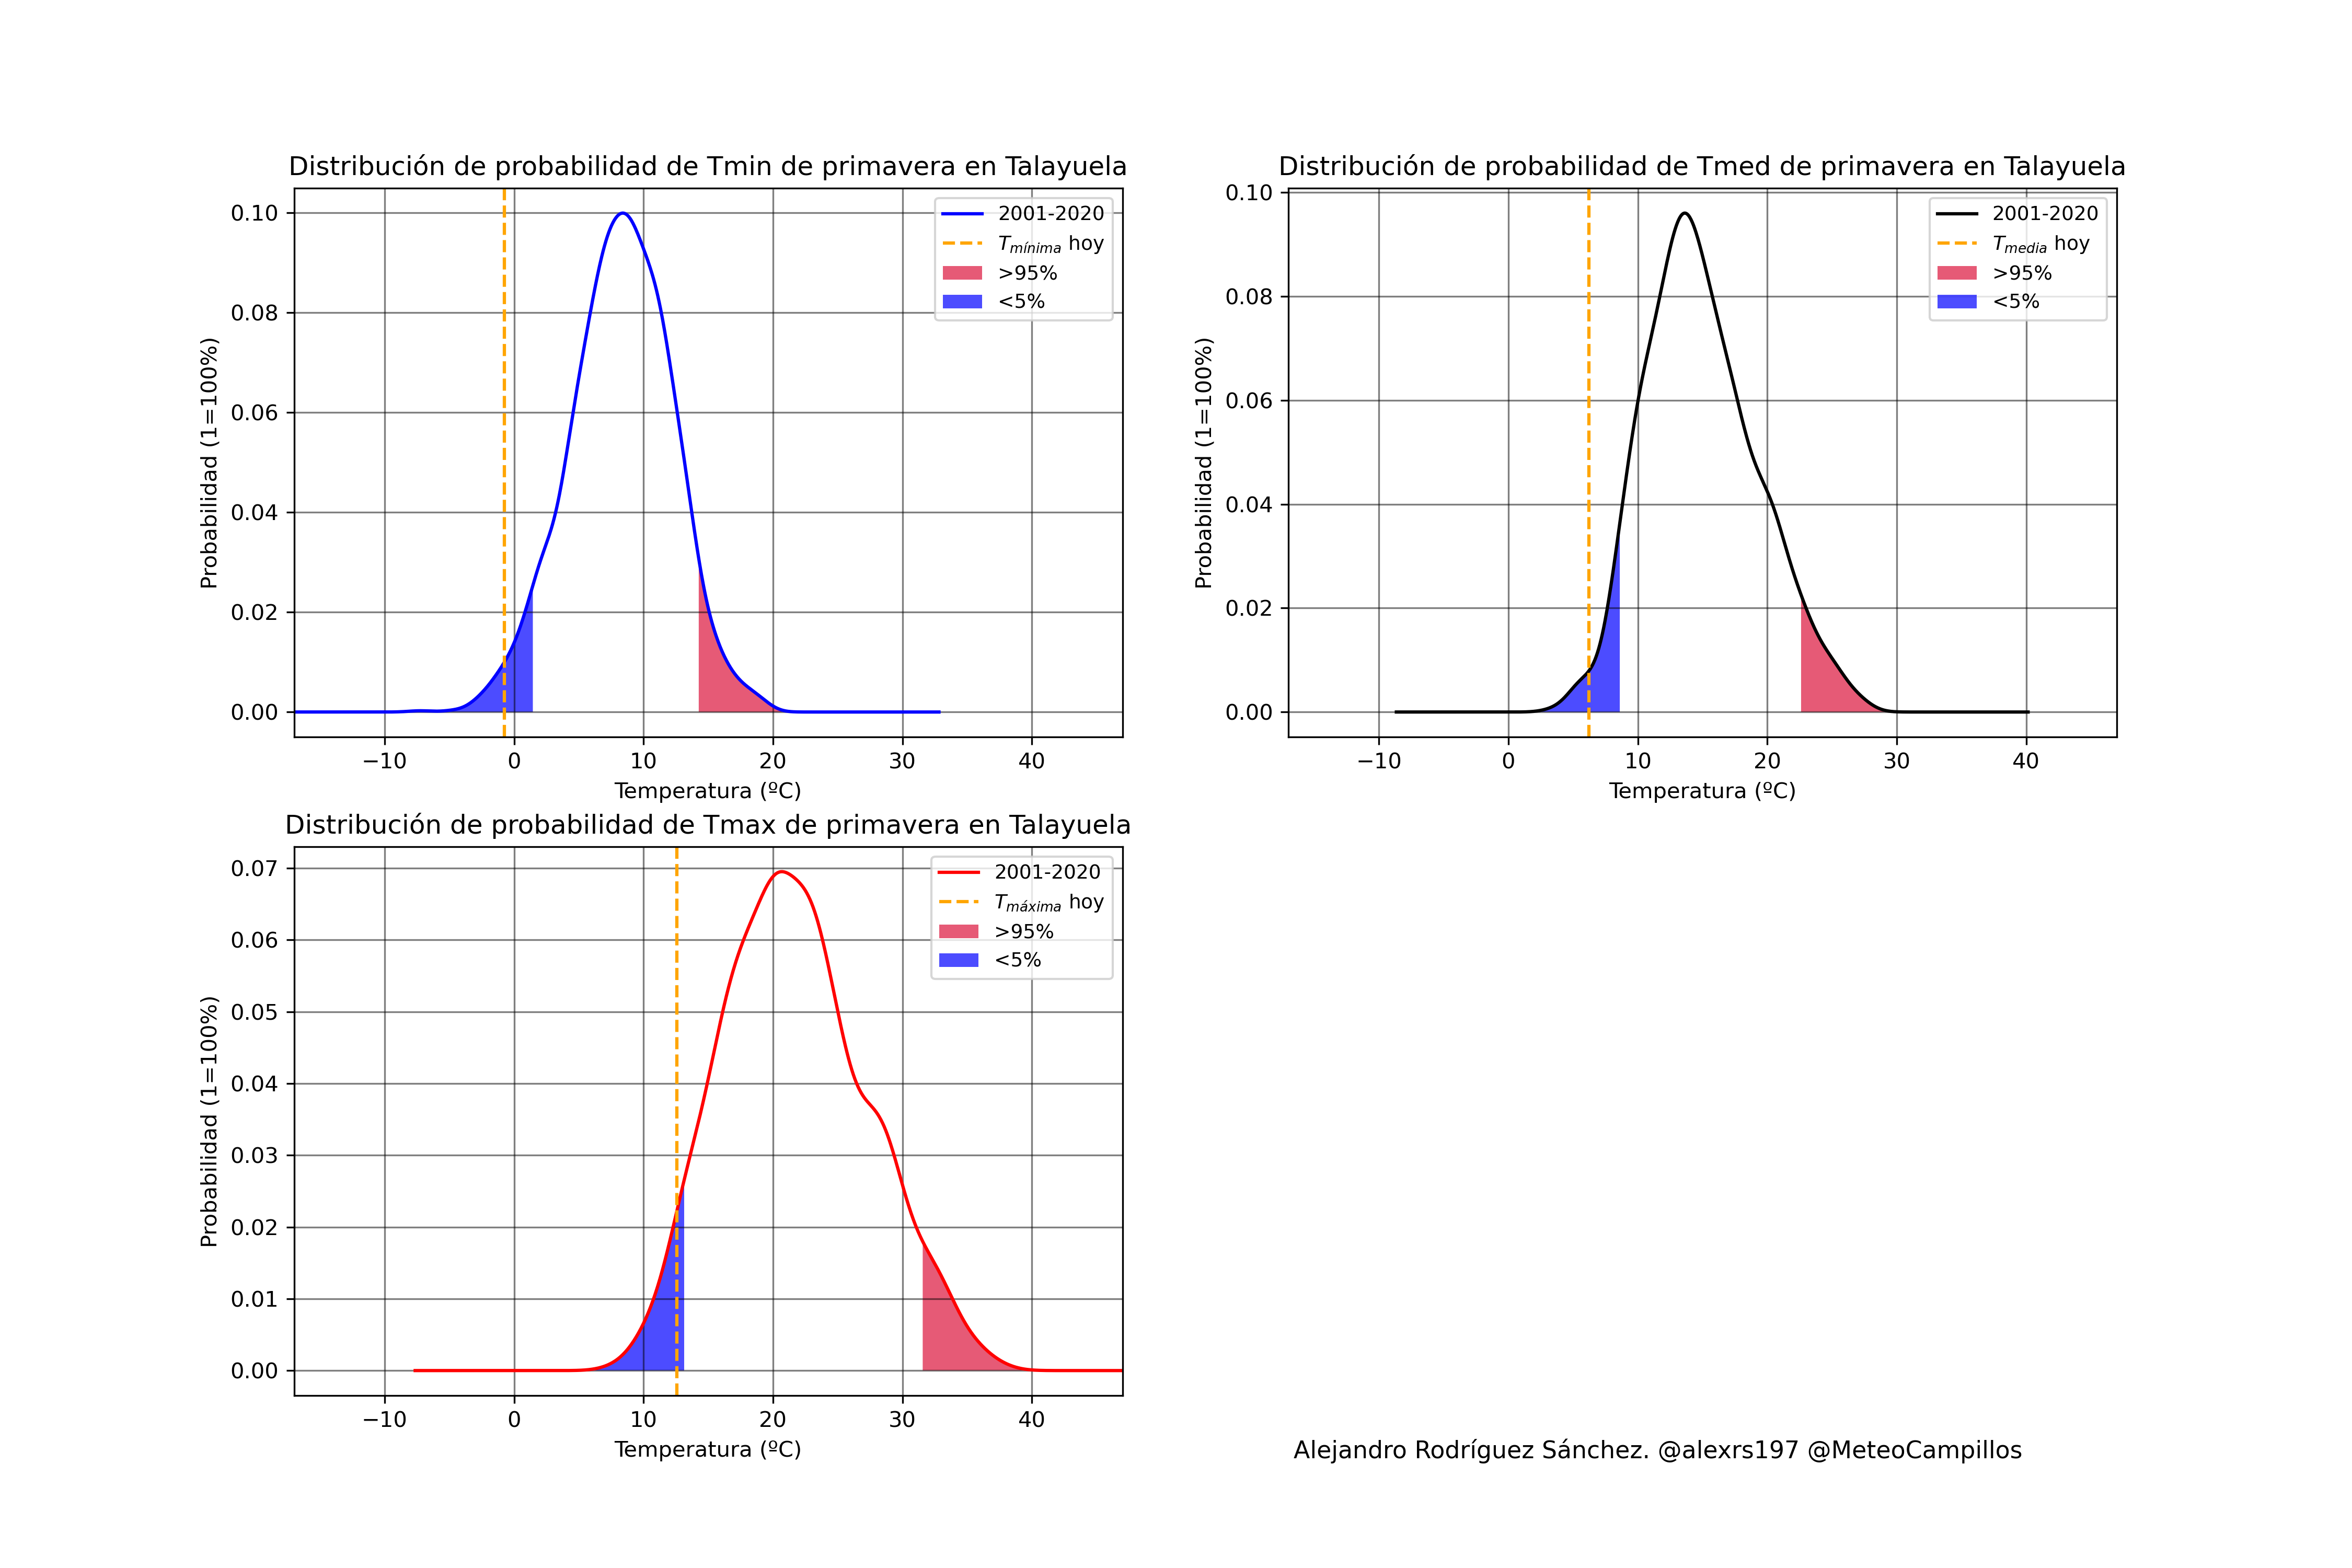 Distribución de probabilidad de Tmin de primavera en Talayuela
0.10
0.08
0.06
0.04
0.02
0.00
Probabilidad (1=100%)
2001-2020
Tmínima hoy
>95%
<5%
−10 0 10 20 30 40
Temperatura (ºC)
Distribución de probabilidad de Tmed de primavera en Talayuela
0.10
0.08
0.06
0.04
0.02
0.00
Probabilidad (1=100%)
2001-2020
Tmedia hoy
>95%
<5%
−10 0 10 20 30 40
Temperatura (ºC)
Distribución de probabilidad de Tmax de primavera en Talayuela
0.07
0.06
0.05
0.04
0.03
0.02
0.01
0.00
Probabilidad (1=100%)
2001-2020
Tmáxima hoy
>95%
<5%
−10 0 10 20 30 40
Temperatura (ºC)
Alejandro Rodríguez Sánchez. @alexrs197 @MeteoCampillos